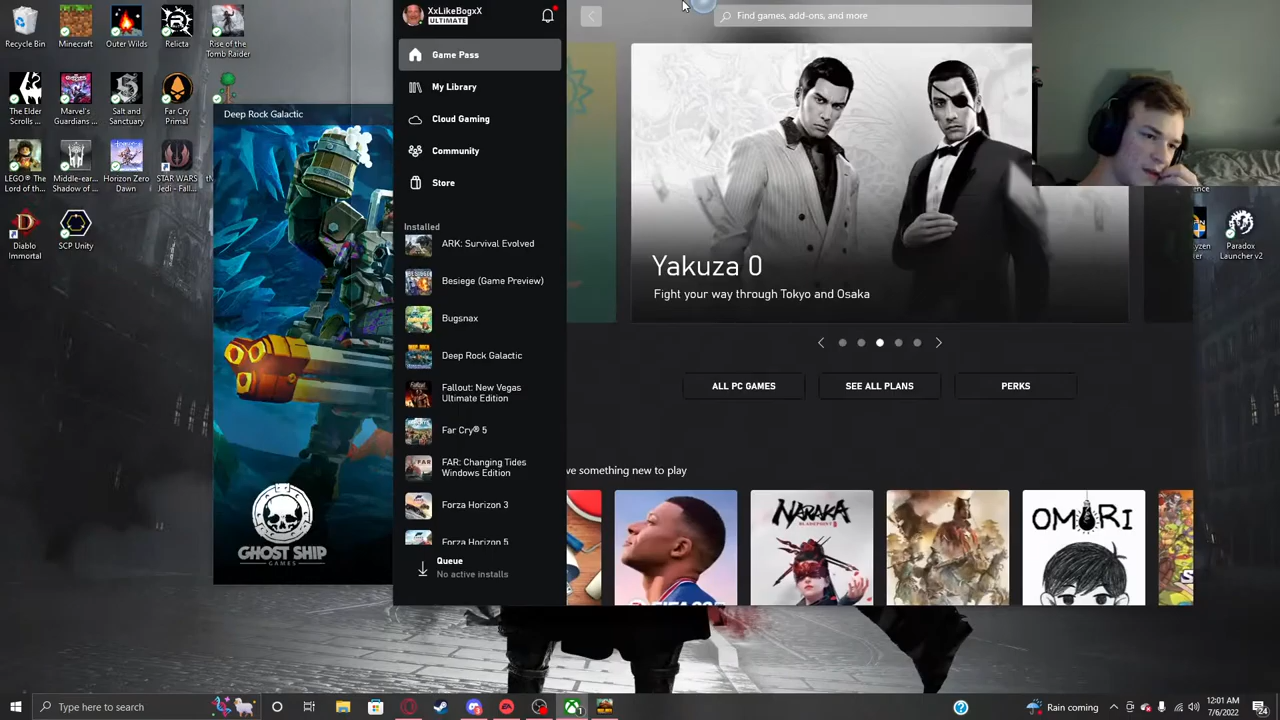 XxLikeBogxX
ULTIMATE
Find games, add-ons, and more
Recycle Bin
Minecraft
Outer Wilds
Relicta
Rise of the
Tomb Raider
Game Pass
My Library
Cloud Gaming
Community
Store
The Elder
Scrolls ...
Marvel's
Guardians ...
Salt and
Sanctuary
Far Cry
Primal
Deep Rock Galactic
LEGO® The
Lord of th...
Middle-ear...
Shadow of ...
Horizon Zero
Dawn
STAR WARS
Jedi - Fall...
Diablo
Immortal
SCP Unity
Paradox
Launcher v2
Installed
ARK: Survival Evolved
Besiege (Game Preview)
Bugsnax
Deep Rock Galactic
Fallout: New Vegas
Ultimate Edition
Far Cry® 5
FAR: Changing Tides
Windows Edition
Forza Horizon 3
Forza Horizon 5
Queue
No active installs
Yakuza 0
Fight your way through Tokyo and Osaka
ALL PC GAMES
SEE ALL PLANS
PERKS
ve something new to play
NARAKA
BLADEPOINT
OMORI
GHOST SHIP
GAMES
Type here to search
Rain coming
12:01 AM
7/6/2022
24